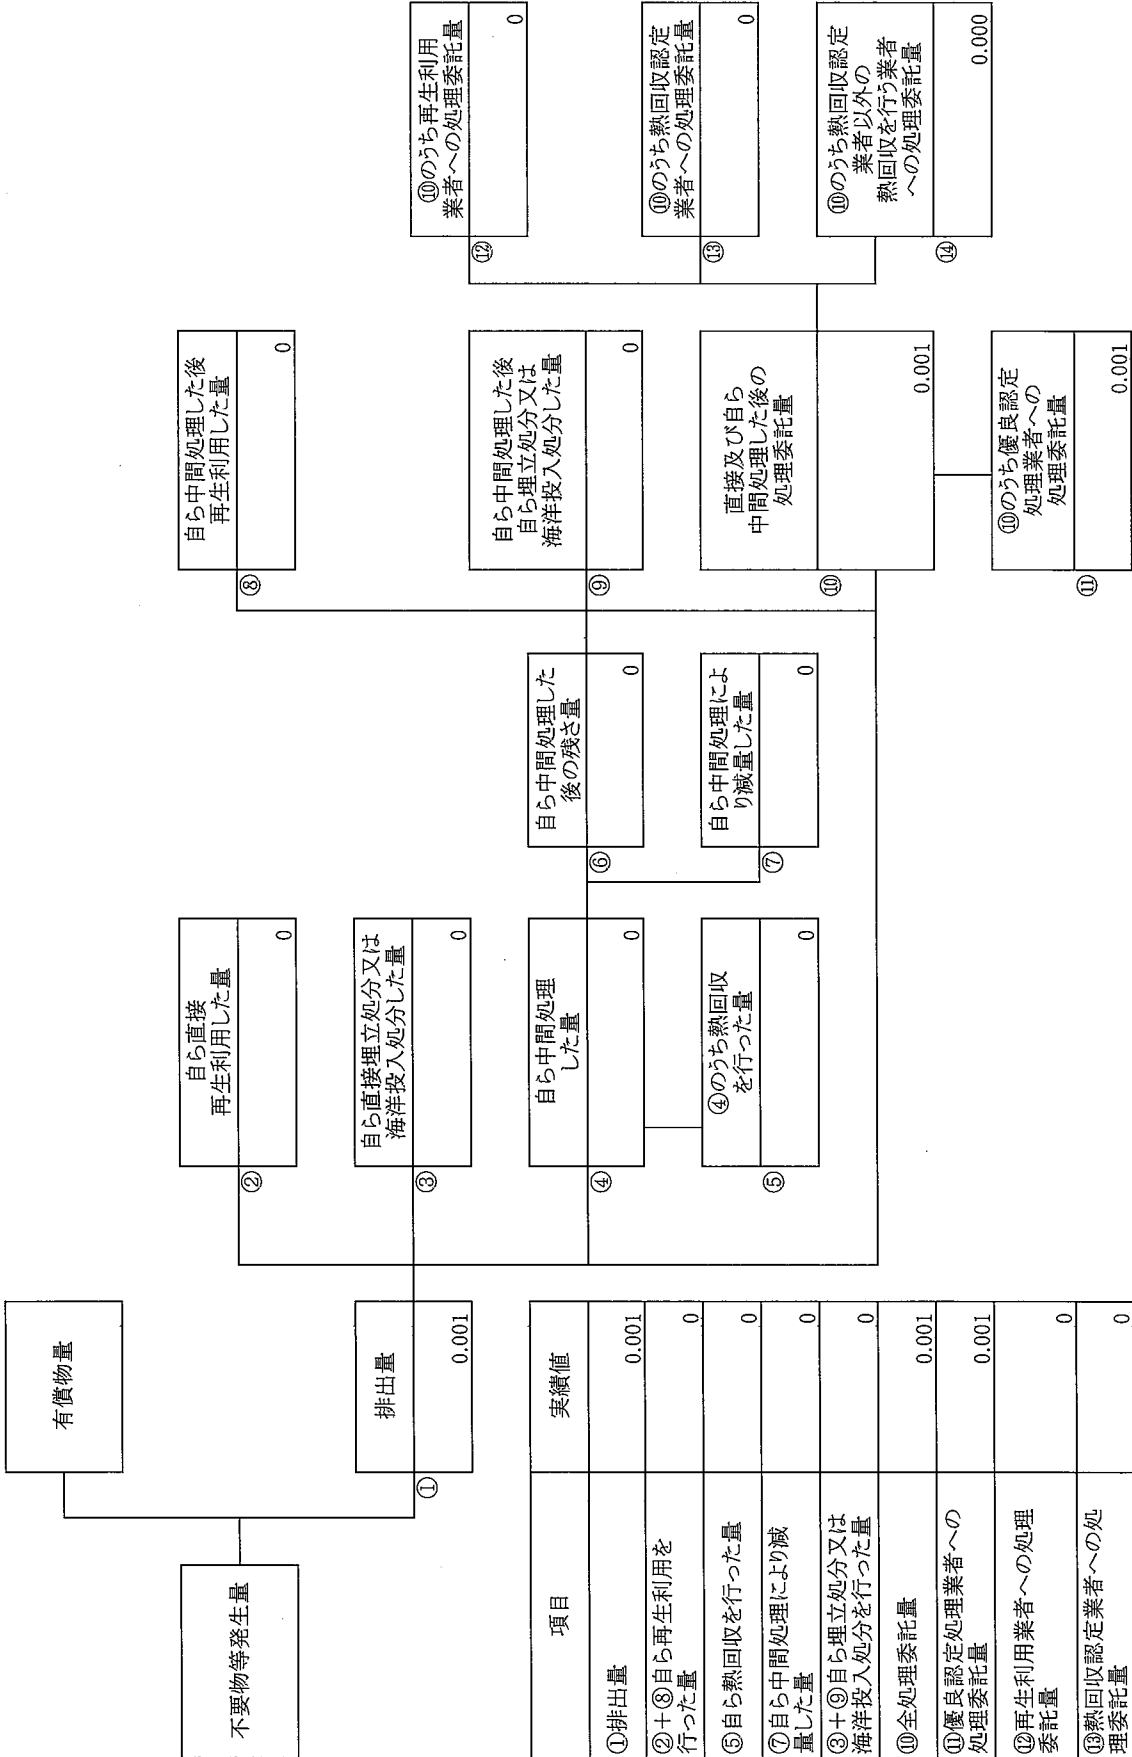 不要物等発生量
有償物量
①
排出量
0.001
②
自ら直接
再生利用した量
0
③
自ら直接埋立処分又は
海洋投入処分した量
0
④
自ら中間処理
した量
0
⑤
④のうち熱回収
を行った量
0
⑥
自ら中間処理した
後の残さ量
0
⑦
自ら中間処理によ
り減量した量
0
⑧
自ら中間処理した後
再生利用した量
0
⑨
自ら中間処理した後
自ら埋立処分又は
海洋投入処分した量
0
⑩
直接及び自ら
中間処理した後の
処理委託量
0.001
⑪
⑩のうち優良認定
処理業者への
処理委託量
0.001
⑫
⑩のうち再生利用
業者への処理委託量
0
⑬
⑩のうち熱回収認定
業者への処理委託量
0
⑭
⑩のうち熱回収認定
業者以外の
熱回収を行う業者
への処理委託量
0.000
項目
実績値
①排出量
0.001
②+⑧自ら再生利用を
行った量
0
⑤自ら熱回収を行った量
0
⑦自ら中間処理により減
量した量
0
③+⑨自ら埋立処分又は
海洋投入処分を行った量
0
⑩全処理委託量
0.001
⑪優良認定処理業者への
処理委託量
0.001
⑫再生利用業者への処理
委託量
0
⑬熱回収認定業者への処
理委託量
0